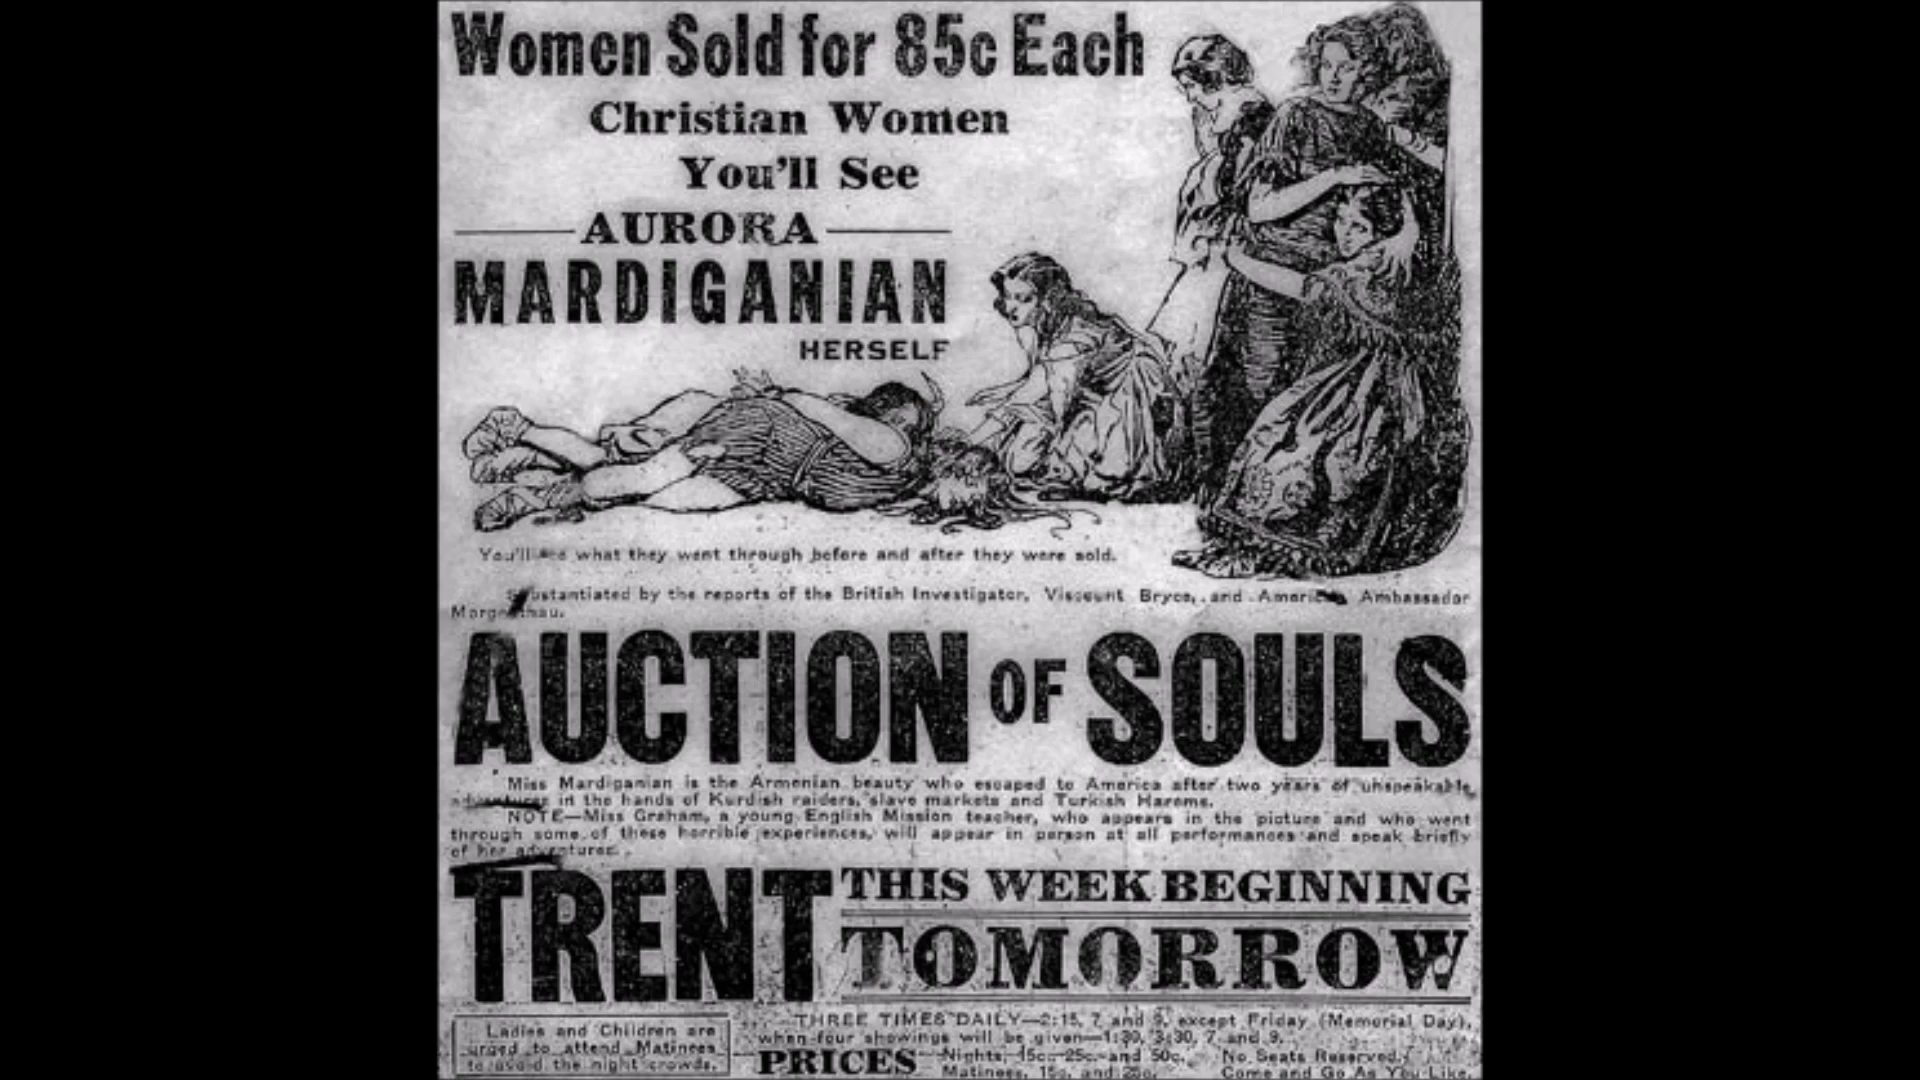 Women Sold for 85c Each
Christian Women
You'll See
AURORA
MARDIGANIAN
HERSELF
You'll see what they went through before and after they were sold.
Substantiated by the reports of the British Investigator, Viscount Bryce, and American Ambassador
Morgenthau.
AUCTION OF SOULS
Miss Mardiganian is the Armenian beauty who escaped to America after two years of unspeakable
adventures in the hands of Kurdish raiders, slave markets and Turkish Harems.
NOTE—Miss Graham, a young English Mission teacher, who appears in the picture and who went
through some of these horrible experiences, will appear in person at all performances and speak briefly
of her adventures.
TRENT THIS WEEK BEGINNING
TOMORROW
Ladies and Children are
urged to attend Matinees
to avoid the night crowds.
THREE TIMES DAILY—2:15, 7 and 9, except Friday (Memorial Day),
when four showings will be given—1:30, 3:30, 7 and 9.
PRICES Nights, 15c, 25c and 50c. No Seats Reserved.
Matinees, 15c, and 25c. Come and Go As You Like.